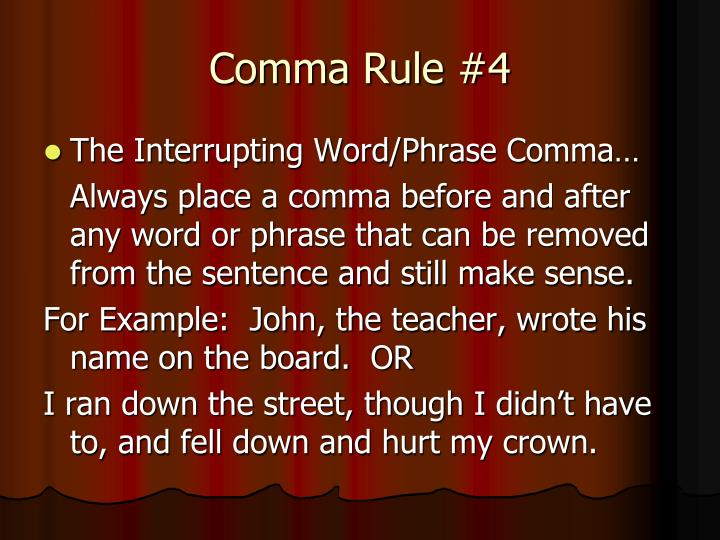 Comma Rule #4
The Interrupting Word/Phrase Comma…
Always place a comma before and after
any word or phrase that can be removed
from the sentence and still make sense.
For Example:  John, the teacher, wrote his
name on the board.  OR
I ran down the street, though I didn’t have
to, and fell down and hurt my crown.